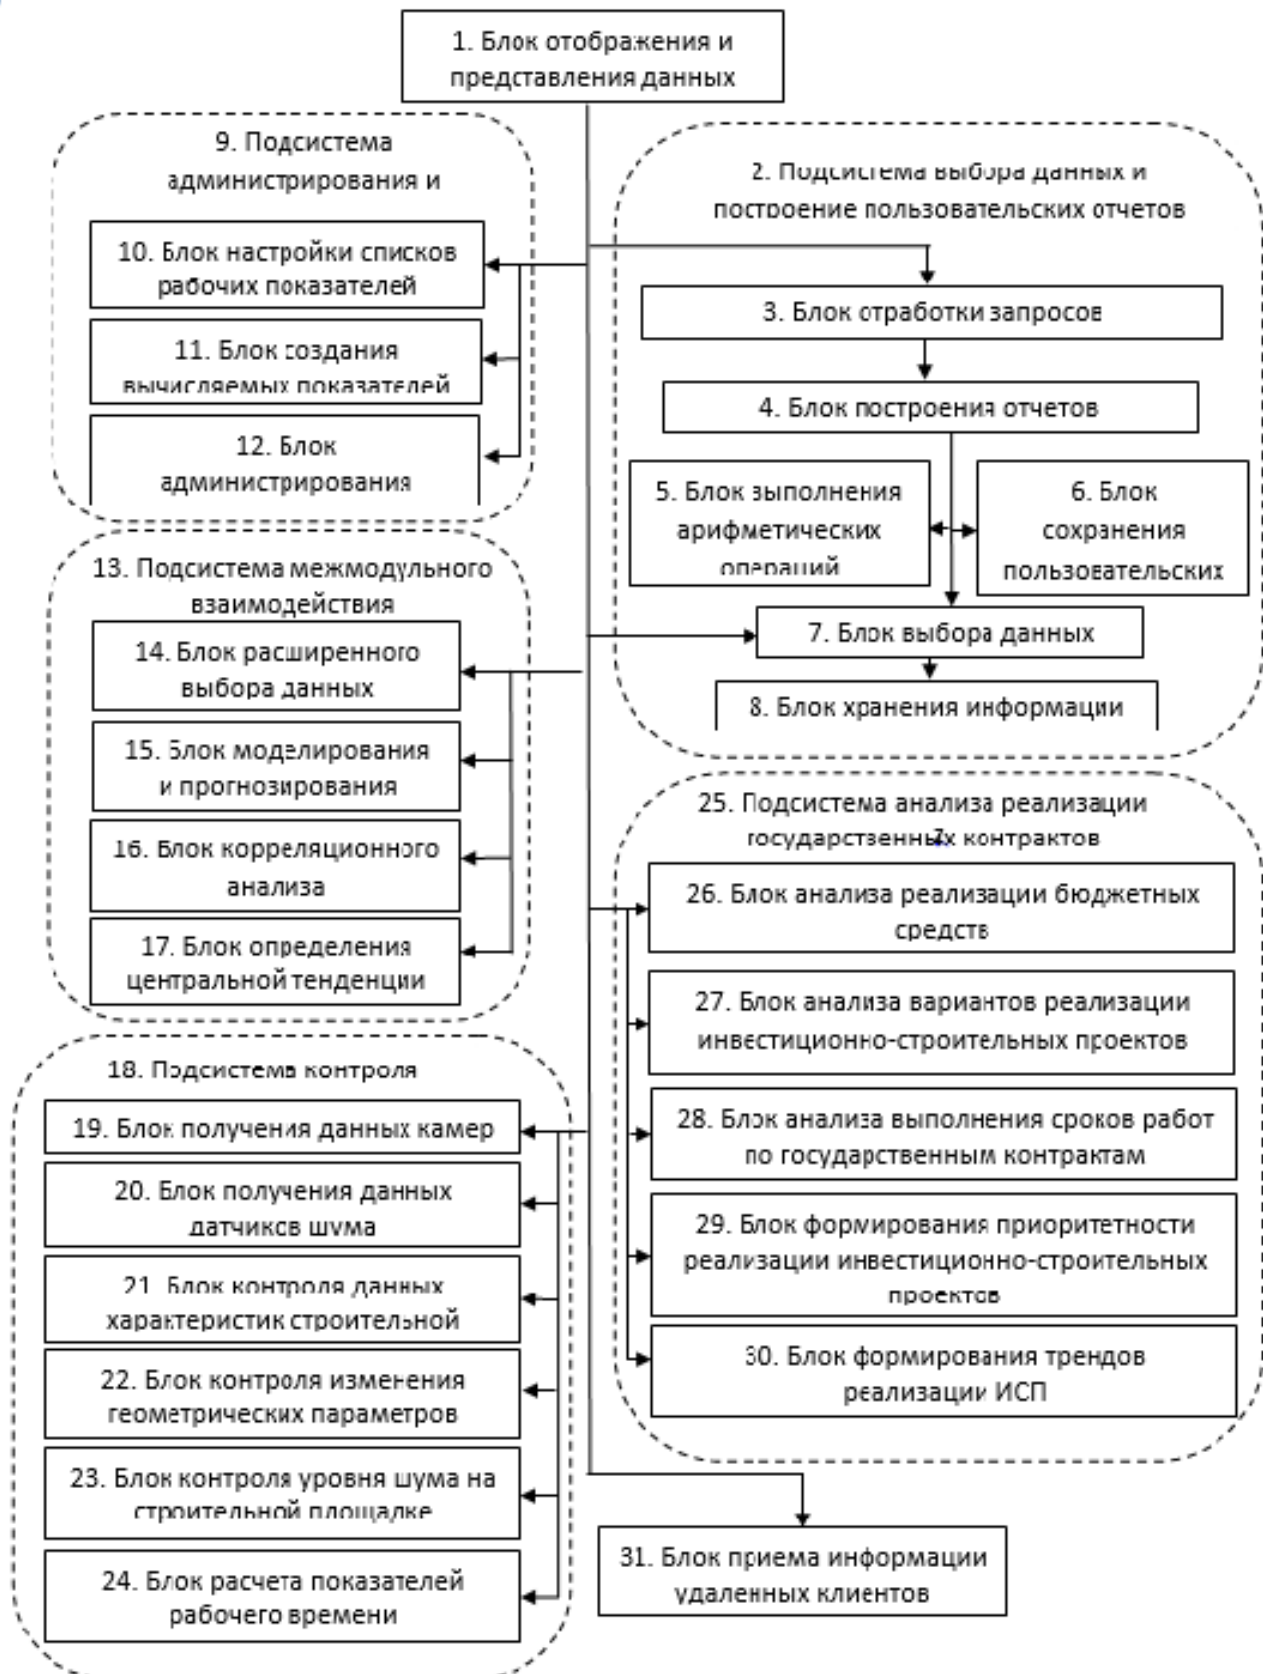 1. Блок отображения и
представления данных
9. Подсистема
администрирования и
10. Блок настройки списков
рабочих показателей
11. Блок создания
вычисляемых показателей
12. Блок
администрирования
2. Подсистема выбора данных и
построение пользовательских отчетов
3. Блок отработки запросов
4. Блок построения отчетов
5. Блок выполнения
арифметических
операций
6. Блок
сохранения
пользовательских
7. Блок выбора данных
8. Блок хранения информации
13. Подсистема межмодульного
взаимодействия
14. Блок расширенного
выбора данных
15. Блок моделирования
и прогнозирования
16. Блок корреляционного
анализа
17. Блок определения
центральной тенденции
25. Подсистема анализа реализации
государственных контрактов
26. Блок анализа реализации бюджетных
средств
27. Блок анализа вариантов реализации
инвестиционно-строительных проектов
28. Блок анализа выполнения сроков работ
по государственным контрактам
29. Блок формирования приоритетности
реализации инвестиционно-строительных
проектов
30. Блок формирования трендов
реализации ИСП
18. Подсистема контроля
19. Блок получения данных камер
20. Блок получения данных
датчиков шума
21. Блок контроля данных
характеристик строительной
22. Блок контроля изменения
геометрических параметров
23. Блок контроля уровня шума на
строительной площадке
24. Блок расчета показателей
рабочего времени
31. Блок приема информации
удаленных клиентов